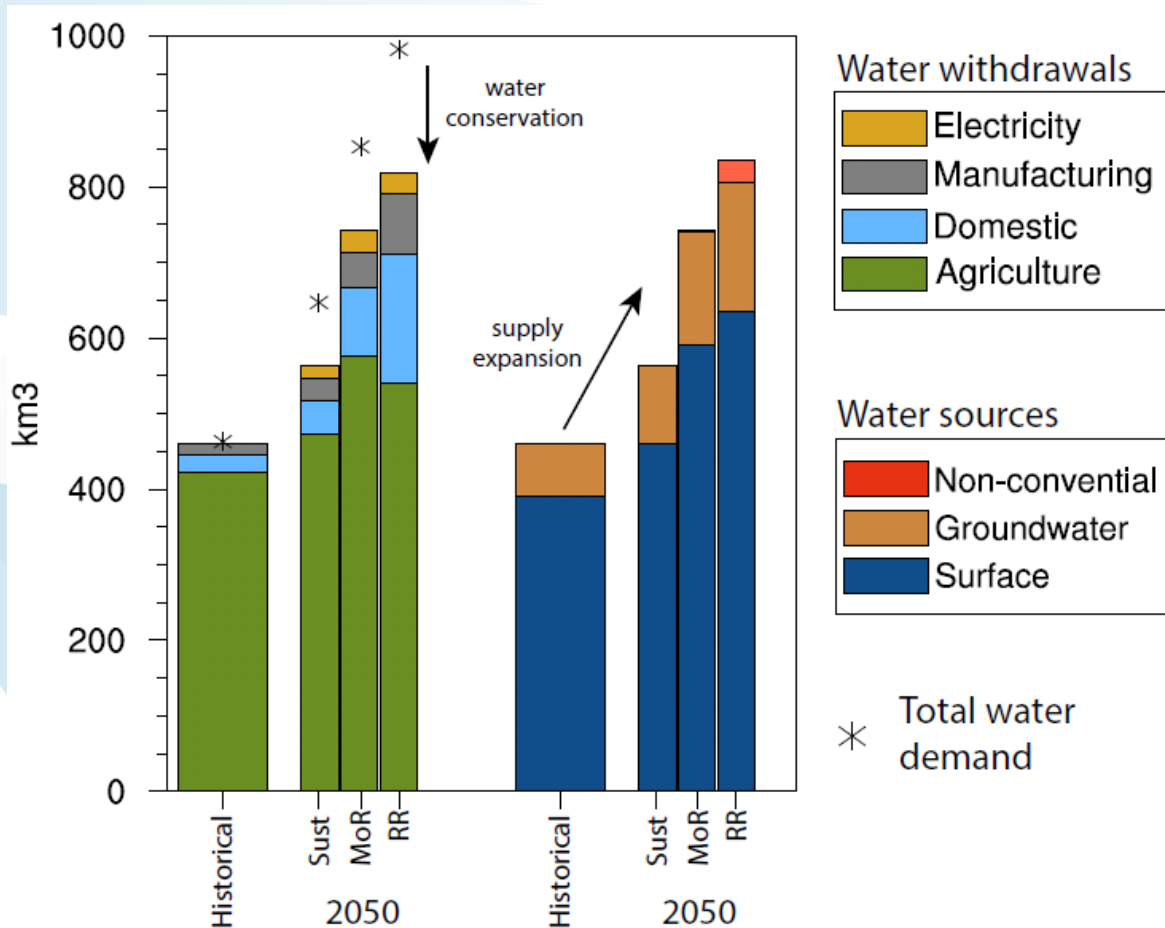 1000
800
600
400
200
0
km3
water
conservation
supply
expansion
Historical
Sust
MoR
RR
2050
Historical
Sust
MoR
RR
2050
Water withdrawals
Electricity
Manufacturing
Domestic
Agriculture
Water sources
Non-convential
Groundwater
Surface
Total water
demand